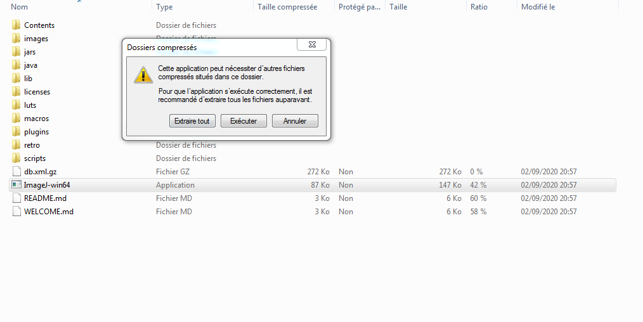 Nom Type Taille compressée Protégé pa... Taille Ratio Modifié le
Contents Dossier de fichiers
images Dossier de fichiers
jars
java
lib
licenses
luts
macros
plugins
retro Dossier de fichiers
scripts Dossier de fichiers
db.xml.gz Fichier GZ 272 Ko Non 272 Ko 0 % 02/09/2020 20:57
ImageJ-win64 Application 87 Ko Non 147 Ko 42 % 02/09/2020 20:57
README.md Fichier MD 3 Ko Non 6 Ko 60 % 02/09/2020 20:57
WELCOME.md Fichier MD 3 Ko Non 6 Ko 58 % 02/09/2020 20:57
Dossiers compressés
Cette application peut nécessiter d'autres fichiers
compressés situés dans ce dossier.
Pour que l'application s'exécute correctement, il est
recommandé d'extraire tous les fichiers auparavant.
Extraire tout Exécuter Annuler